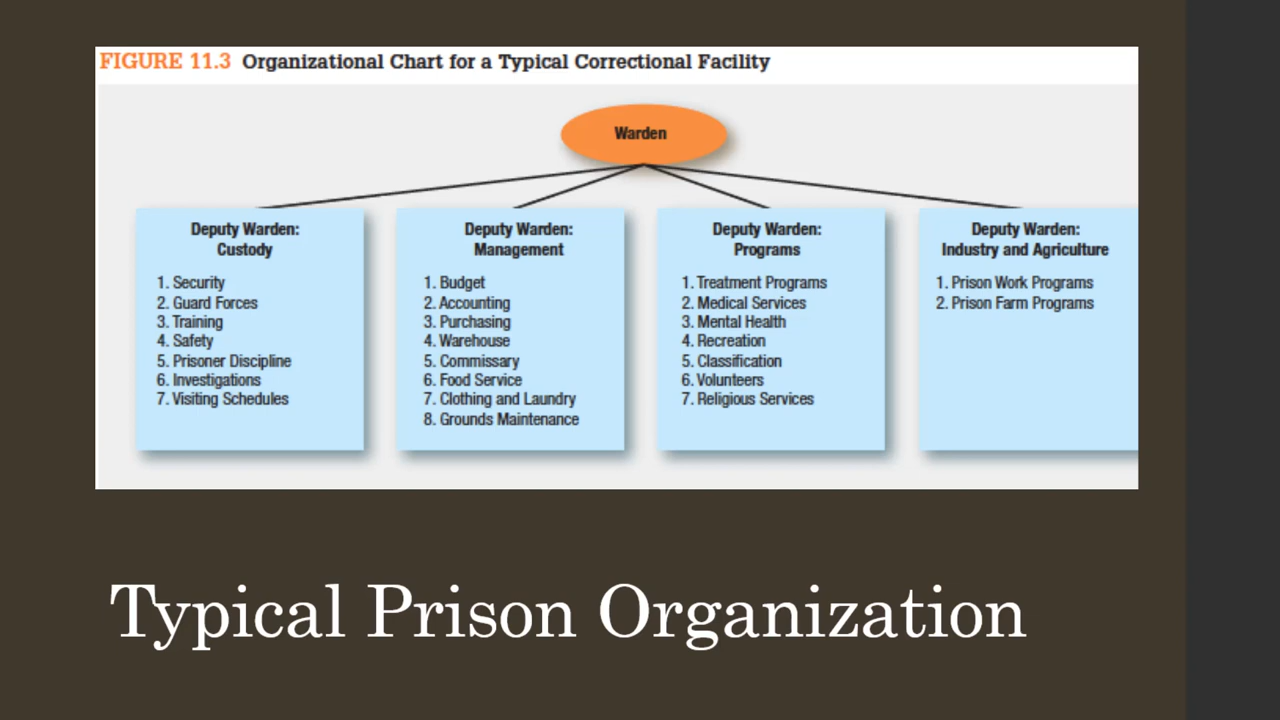 FIGURE 11.3 Organizational Chart for a Typical Correctional Facility
Warden
Deputy Warden:
Custody
1. Security
2. Guard Forces
3. Training
4. Safety
5. Prisoner Discipline
6. Investigations
7. Visiting Schedules
Deputy Warden:
Management
1. Budget
2. Accounting
3. Purchasing
4. Warehouse
5. Commissary
6. Food Service
7. Clothing and Laundry
8. Grounds Maintenance
Deputy Warden:
Programs
1. Treatment Programs
2. Medical Services
3. Mental Health
4. Recreation
5. Classification
6. Volunteers
7. Religious Services
Deputy Warden:
Industry and Agriculture
1. Prison Work Programs
2. Prison Farm Programs
Typical Prison Organization